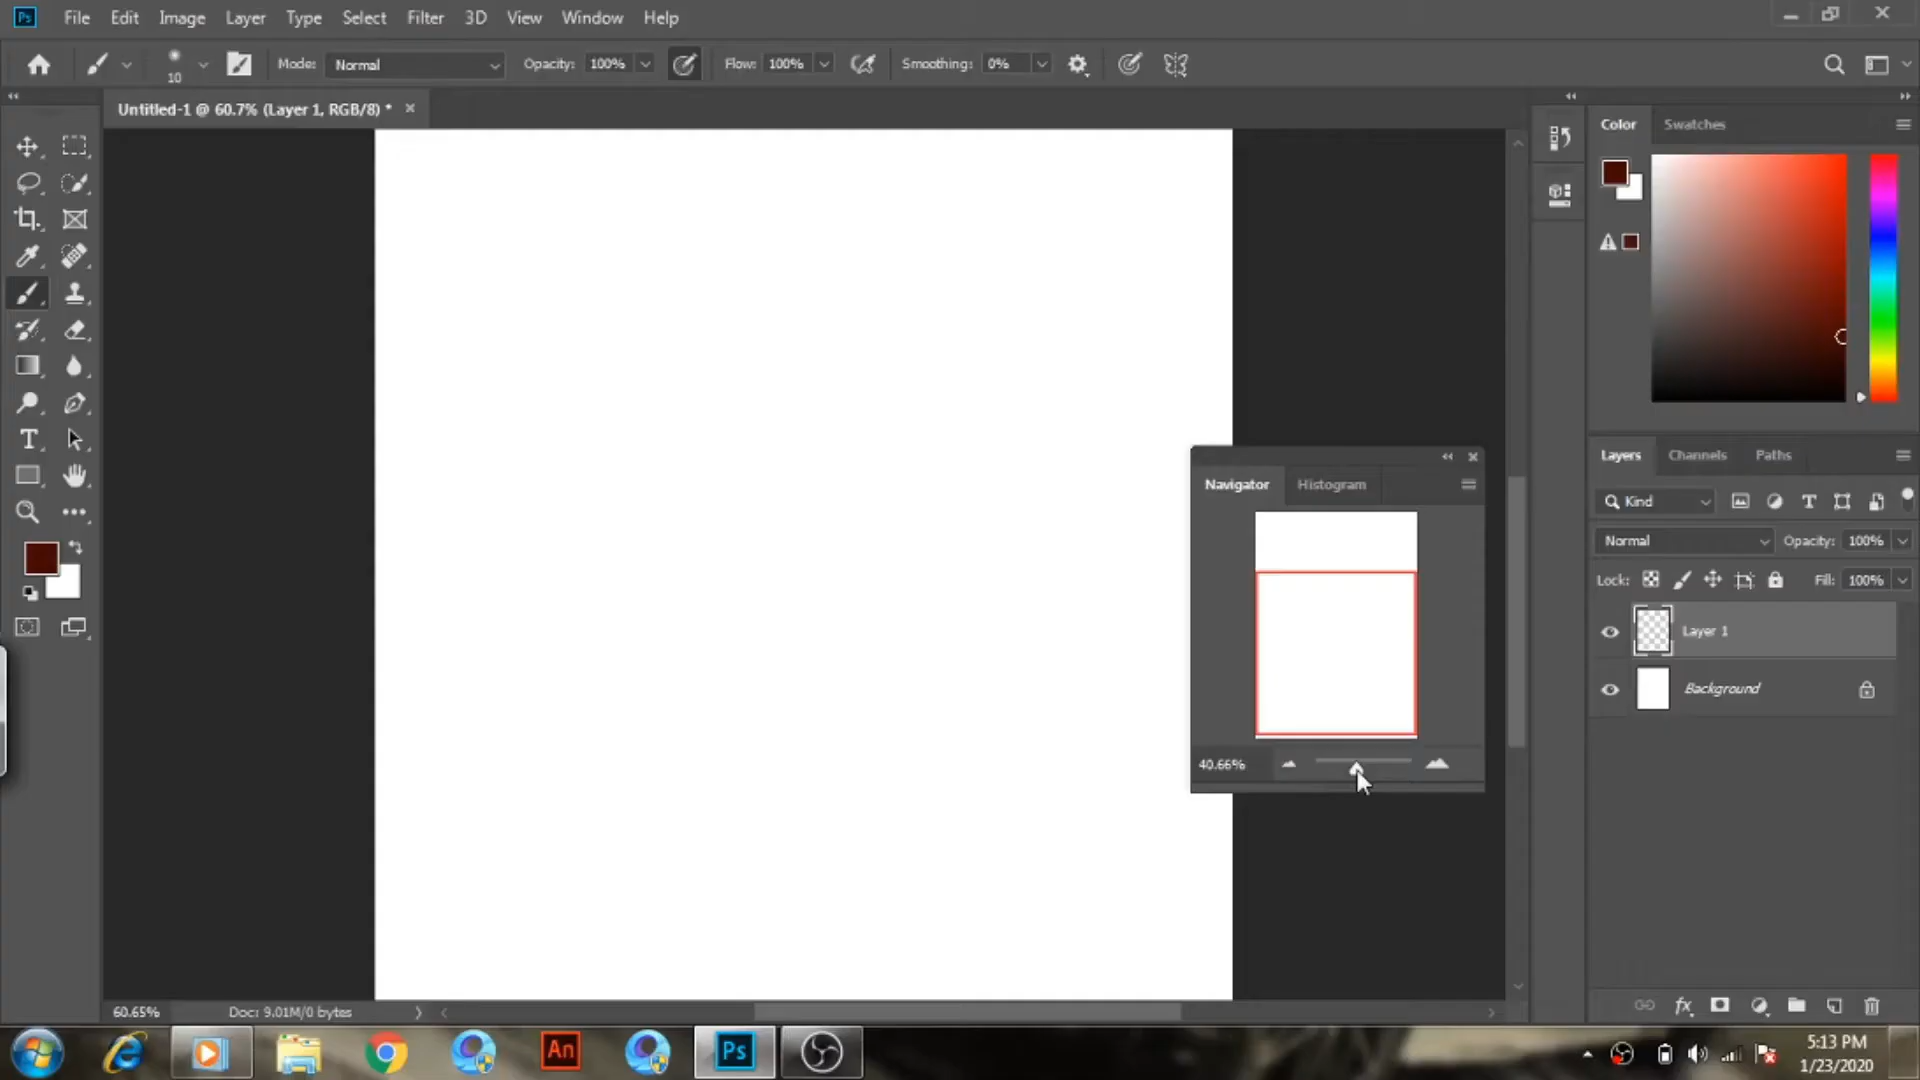 Ps File Edit Image Layer Type Select Filter 3D View Window Help
10 Mode: Normal Opacity: 100% Flow: 100% Smoothing: 0%
Untitled-1 @ 60.7% (Layer 1, RGB/8) *
Color Swatches
Navigator Histogram
40.66%
Layers Channels Paths
Kind
Normal Opacity: 100%
Lock: Fill: 100%
Layer 1
Background
60.65% Doc: 9.01M/0 bytes
An Ps
5:13 PM
1/23/2020